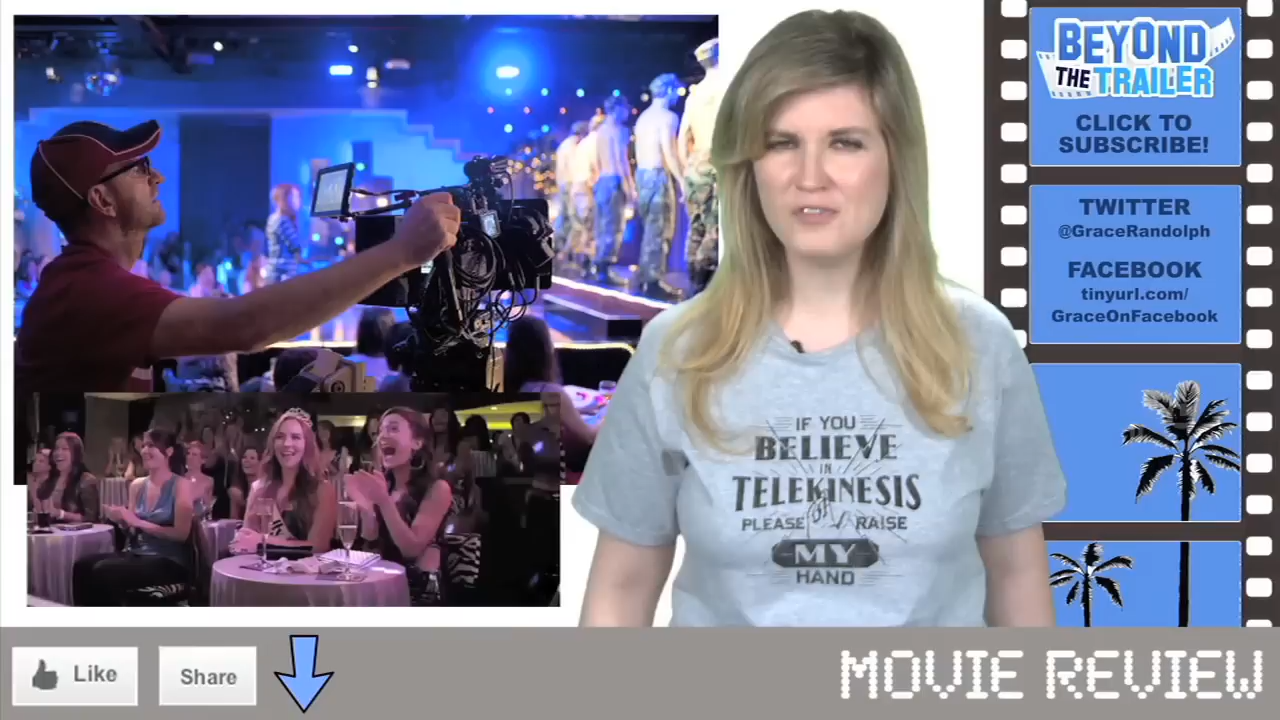 BEYOND
THE TRAILER
CLICK TO
SUBSCRIBE!
TWITTER
@GraceRandolph
FACEBOOK
tinyurl.com/
GraceOnFacebook
IF YOU
BELIEVE
IN
TELEKINESIS
PLEASE RAISE
MY
HAND
Like
Share
MOVIE REVIEW